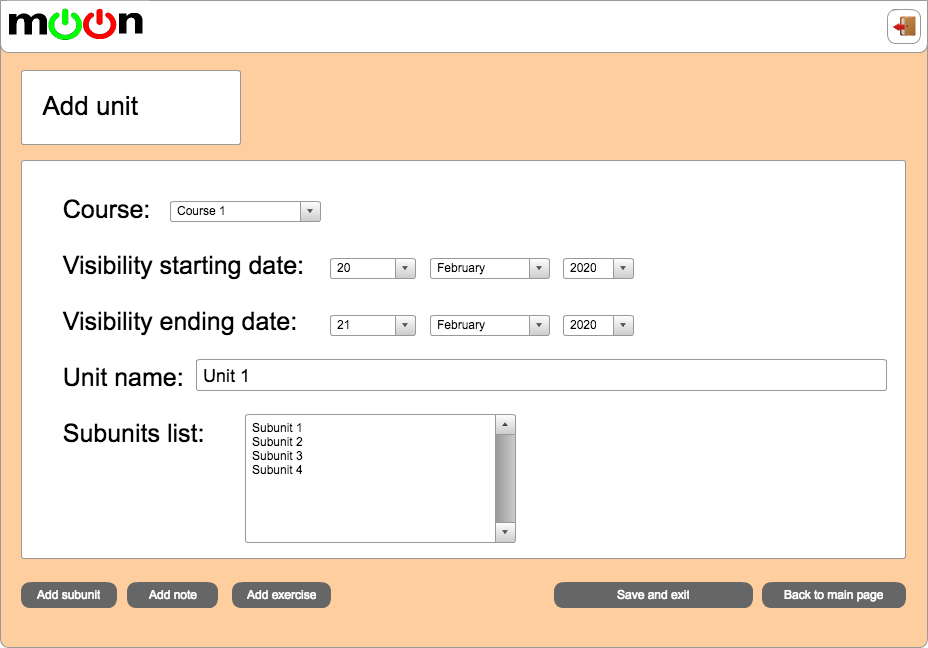 moon
Add unit
Course: Course 1
Visibility starting date: 20 February 2020
Visibility ending date: 21 February 2020
Unit name: Unit 1
Subunits list:
Subunit 1
Subunit 2
Subunit 3
Subunit 4
Add subunit Add note Add exercise Save and exit Back to main page